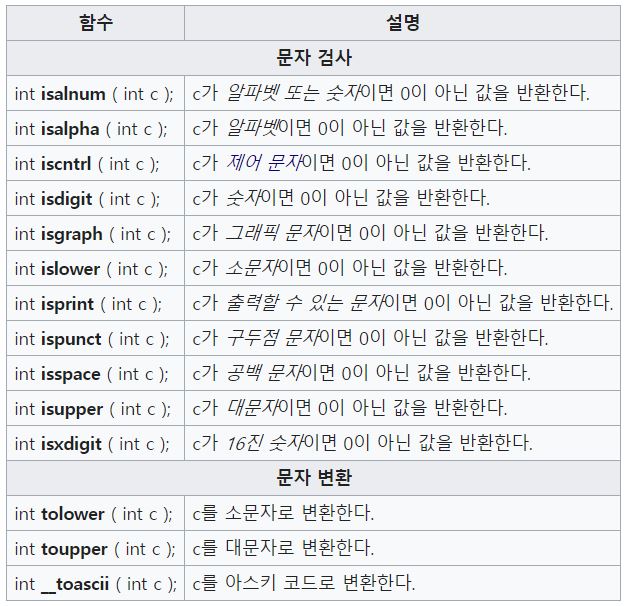 함수 설명
문자 검사
int isalnum ( int c ); c가 알파벳 또는 숫자이면 0이 아닌 값을 반환한다.
int isalpha ( int c ); c가 알파벳이면 0이 아닌 값을 반환한다.
int iscntrl ( int c ); c가 제어 문자이면 0이 아닌 값을 반환한다.
int isdigit ( int c ); c가 숫자이면 0이 아닌 값을 반환한다.
int isgraph ( int c ); c가 그래픽 문자이면 0이 아닌 값을 반환한다.
int islower ( int c ); c가 소문자이면 0이 아닌 값을 반환한다.
int isprint ( int c ); c가 출력할 수 있는 문자이면 0이 아닌 값을 반환한다.
int ispunct ( int c ); c가 구두점 문자이면 0이 아닌 값을 반환한다.
int isspace ( int c ); c가 공백 문자이면 0이 아닌 값을 반환한다.
int isupper ( int c ); c가 대문자이면 0이 아닌 값을 반환한다.
int isxdigit ( int c ); c가 16진 숫자이면 0이 아닌 값을 반환한다.
문자 변환
int tolower ( int c ); c를 소문자로 변환한다.
int toupper ( int c ); c를 대문자로 변환한다.
int __toascii ( int c ); c를 아스키 코드로 변환한다.